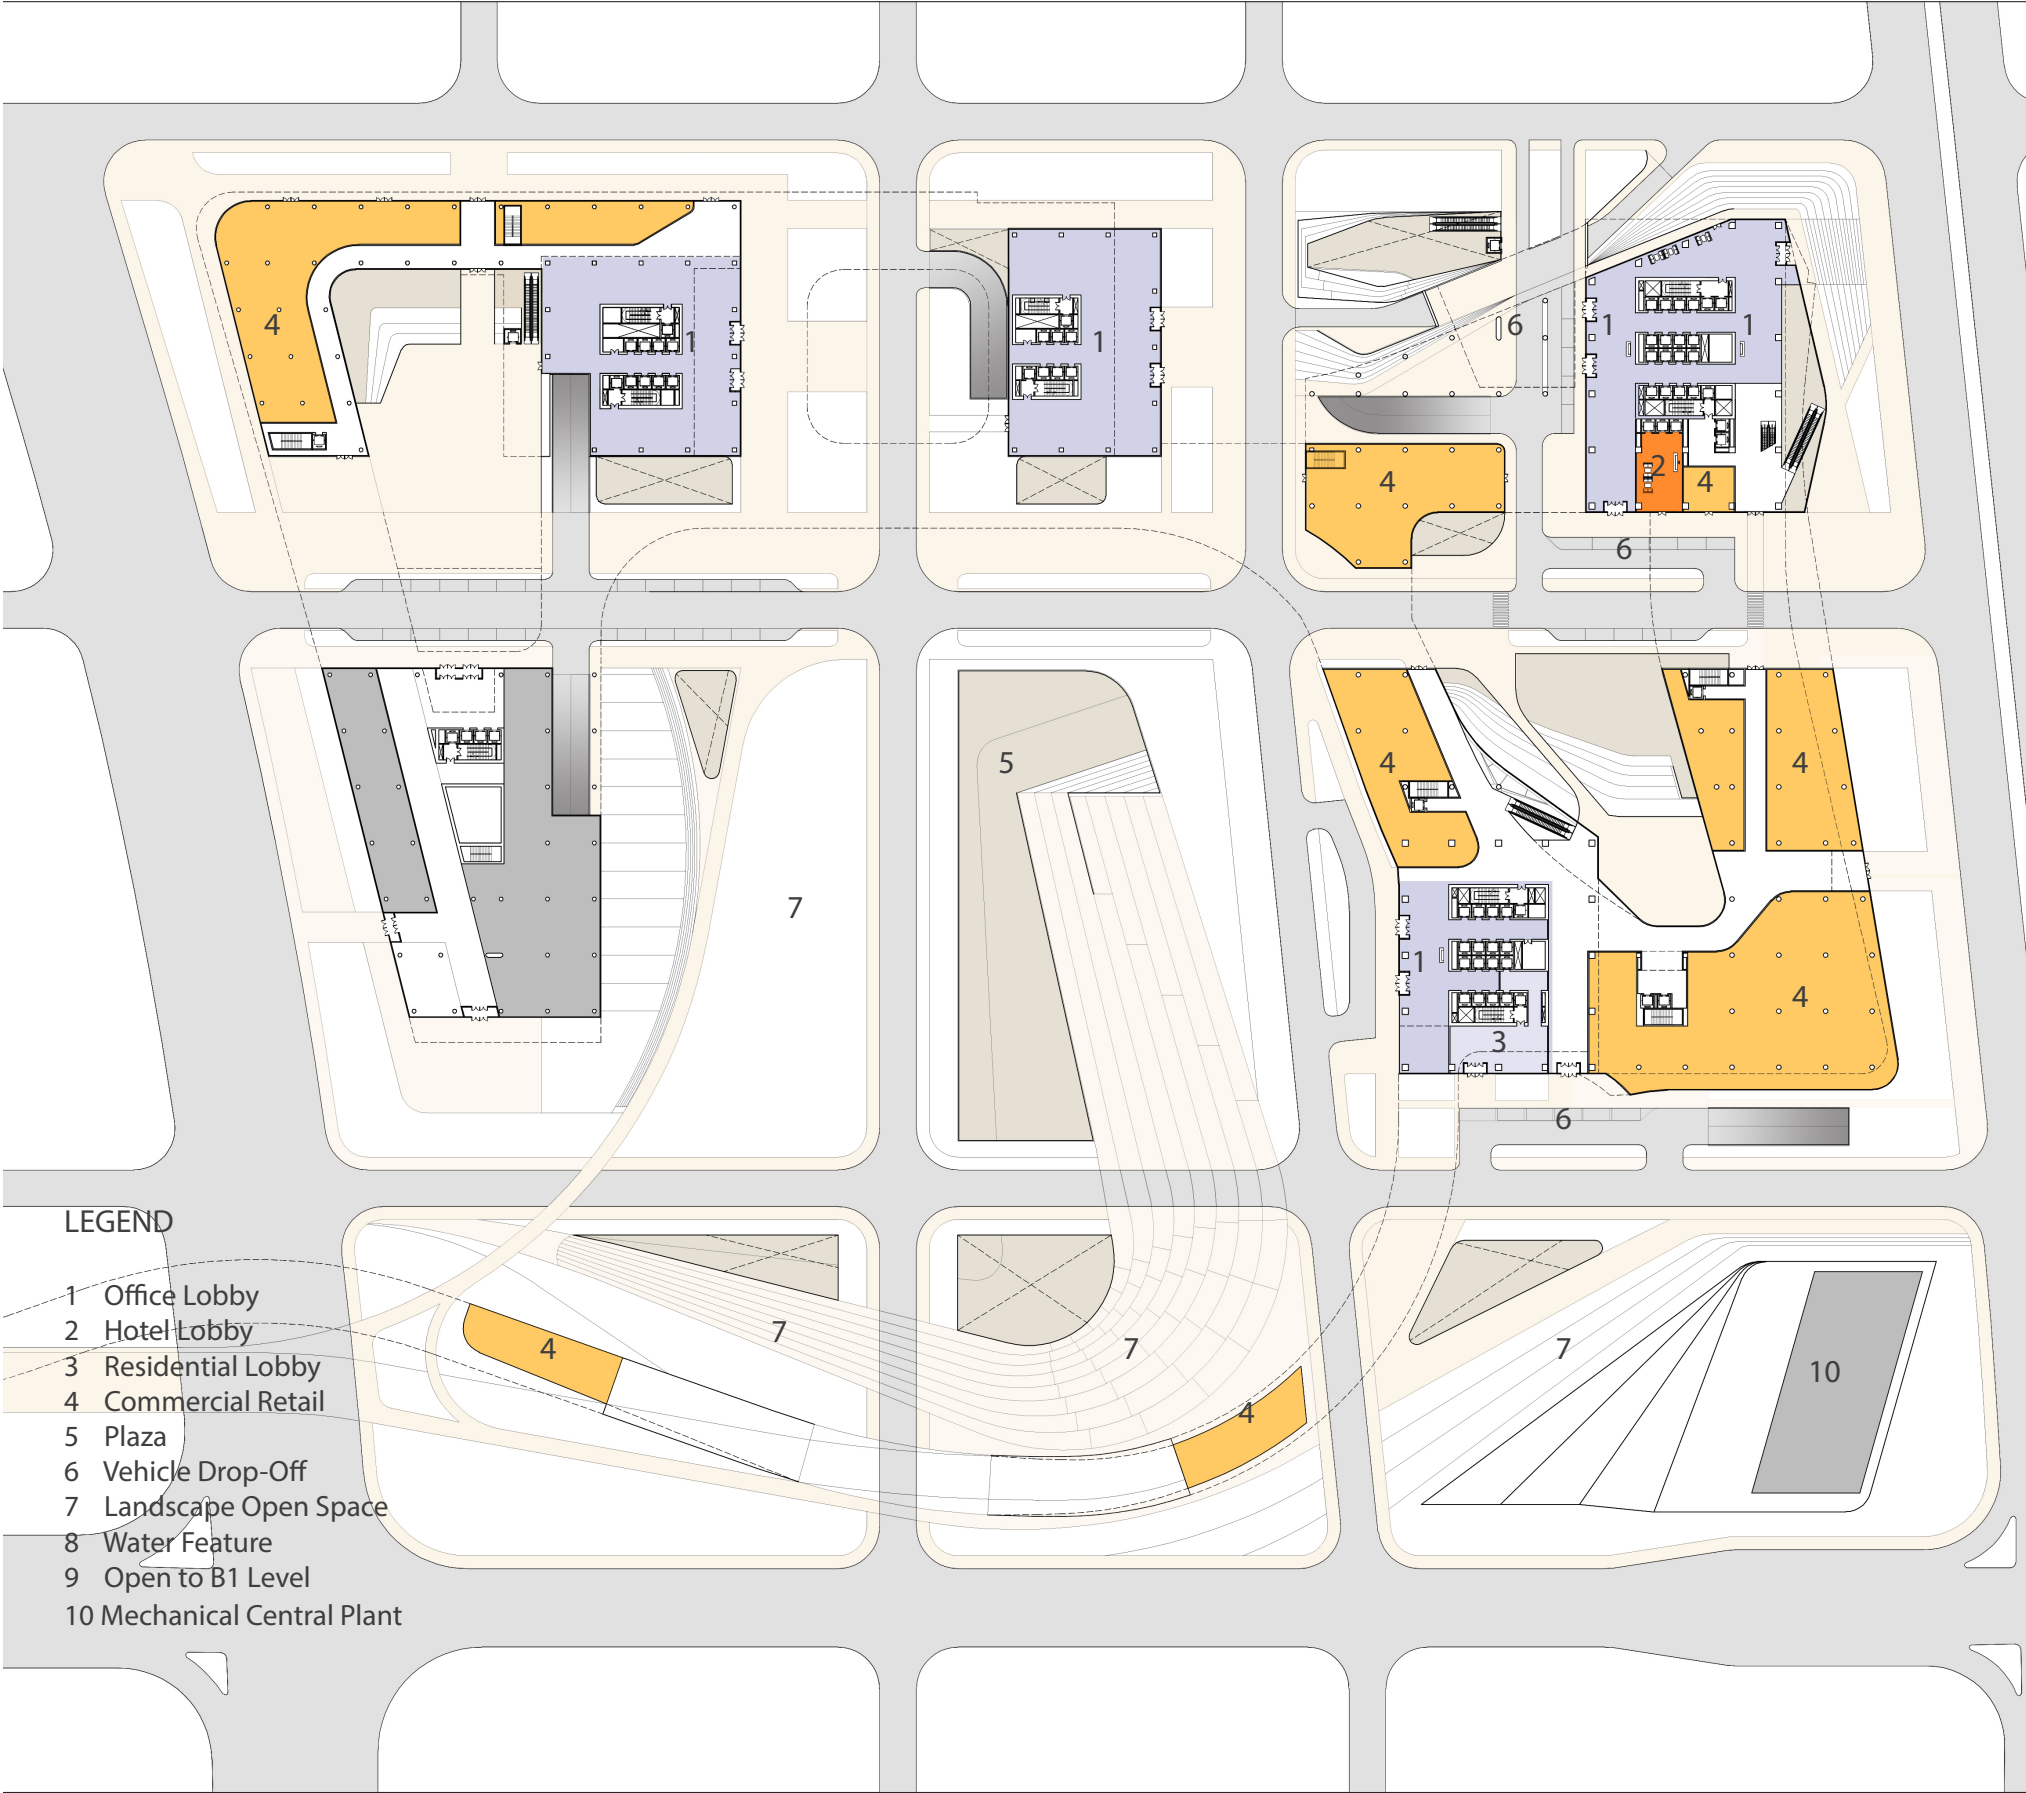 4
1
1
6
1
1
4
2
4
6
5
4
4
7
1
4
3
6
7
4
7
7
10
4
LEGEND
1 Office Lobby
2 Hotel Lobby
3 Residential Lobby
4 Commercial Retail
5 Plaza
6 Vehicle Drop-Off
7 Landscape Open Space
8 Water Feature
9 Open to B1 Level
10 Mechanical Central Plant